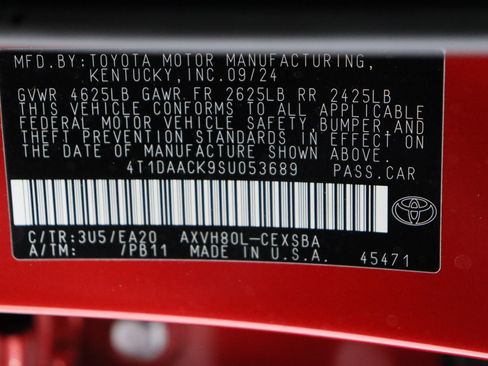 MFD.BY:TOYOTA MOTOR MANUFACTURING,
KENTUCKY,INC.09/24
GVWR 4625LB GAWR FR 2625LB RR 2425LB
THIS VEHICLE CONFORMS TO ALL APPLICABLE
FEDERAL MOTOR VEHICLE SAFETY,BUMPER,AND
THEFT PREVENTION STANDARDS IN EFFECT ON
THE DATE OF MANUFACTURE SHOWN ABOVE.
4T1DAACK9SU053689 PASS.CAR
C/TR:3U5/EA20 AXVH80L-CEXSBA
A/TM: /PB11 MADE IN U.S.A. 45471